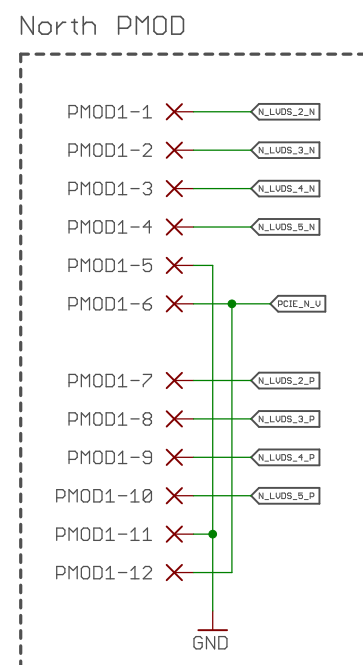 North PMOD
PMOD1-1 N_LVDS_2_N
PMOD1-2 N_LVDS_3_N
PMOD1-3 N_LVDS_4_N
PMOD1-4 N_LVDS_5_N
PMOD1-5
PMOD1-6 PCIE_N_V
PMOD1-7 N_LVDS_2_P
PMOD1-8 N_LVDS_3_P
PMOD1-9 N_LVDS_4_P
PMOD1-10 N_LVDS_5_P
PMOD1-11
PMOD1-12
GND